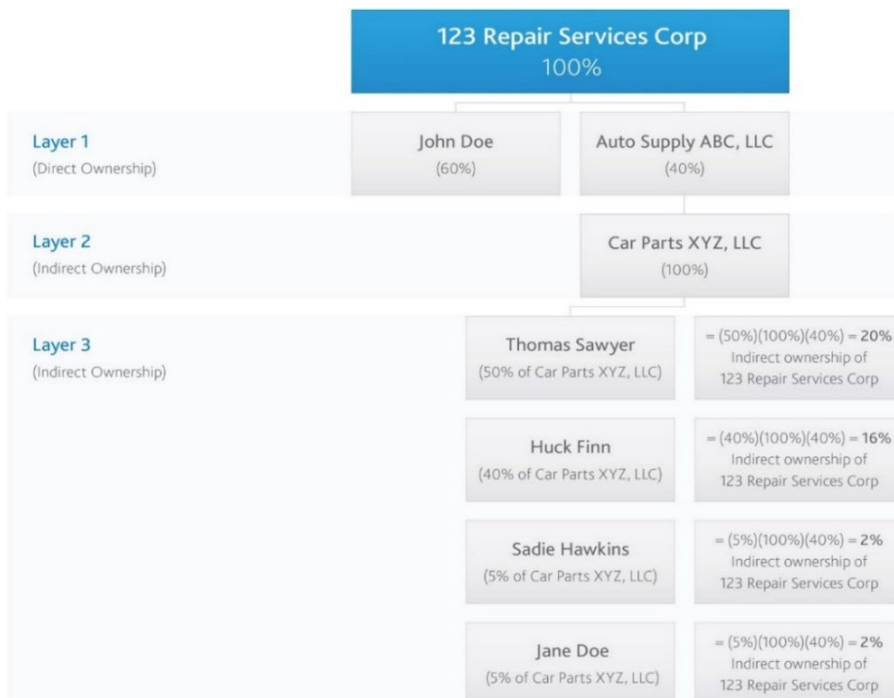 123 Repair Services Corp
100%
Layer 1
(Direct Ownership)
John Doe
(60%)
Auto Supply ABC, LLC
(40%)
Layer 2
(Indirect Ownership)
Car Parts XYZ, LLC
(100%)
Layer 3
(Indirect Ownership)
Thomas Sawyer
(50% of Car Parts XYZ, LLC)
= (50%)(100%)(40%) = 20%
Indirect ownership of
123 Repair Services Corp
Huck Finn
(40% of Car Parts XYZ, LLC)
= (40%)(100%)(40%) = 16%
Indirect ownership of
123 Repair Services Corp
Sadie Hawkins
(5% of Car Parts XYZ, LLC)
= (5%)(100%)(40%) = 2%
Indirect ownership of
123 Repair Services Corp
Jane Doe
(5% of Car Parts XYZ, LLC)
= (5%)(100%)(40%) = 2%
Indirect ownership of
123 Repair Services Corp